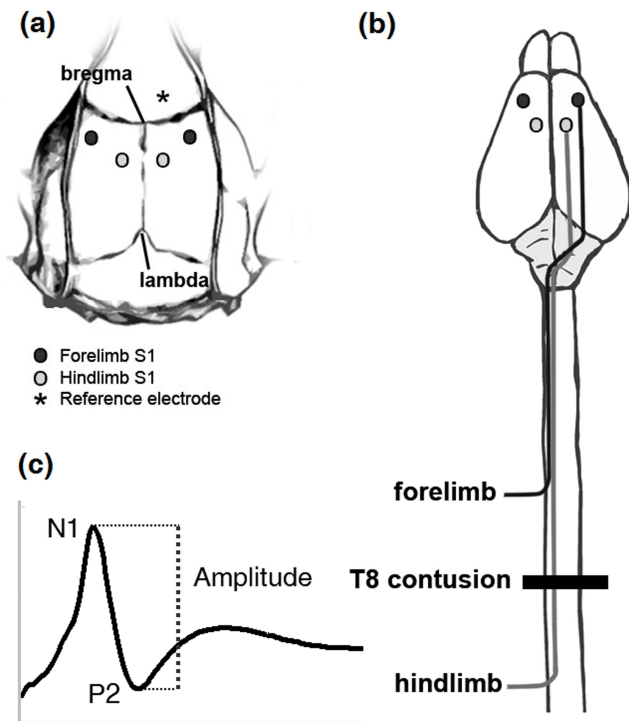 (a)
bregma
*
lambda
Forelimb S1
Hindlimb S1
* Reference electrode
(b)
forelimb
T8 contusion
hindlimb
(c)
N1
Amplitude
P2